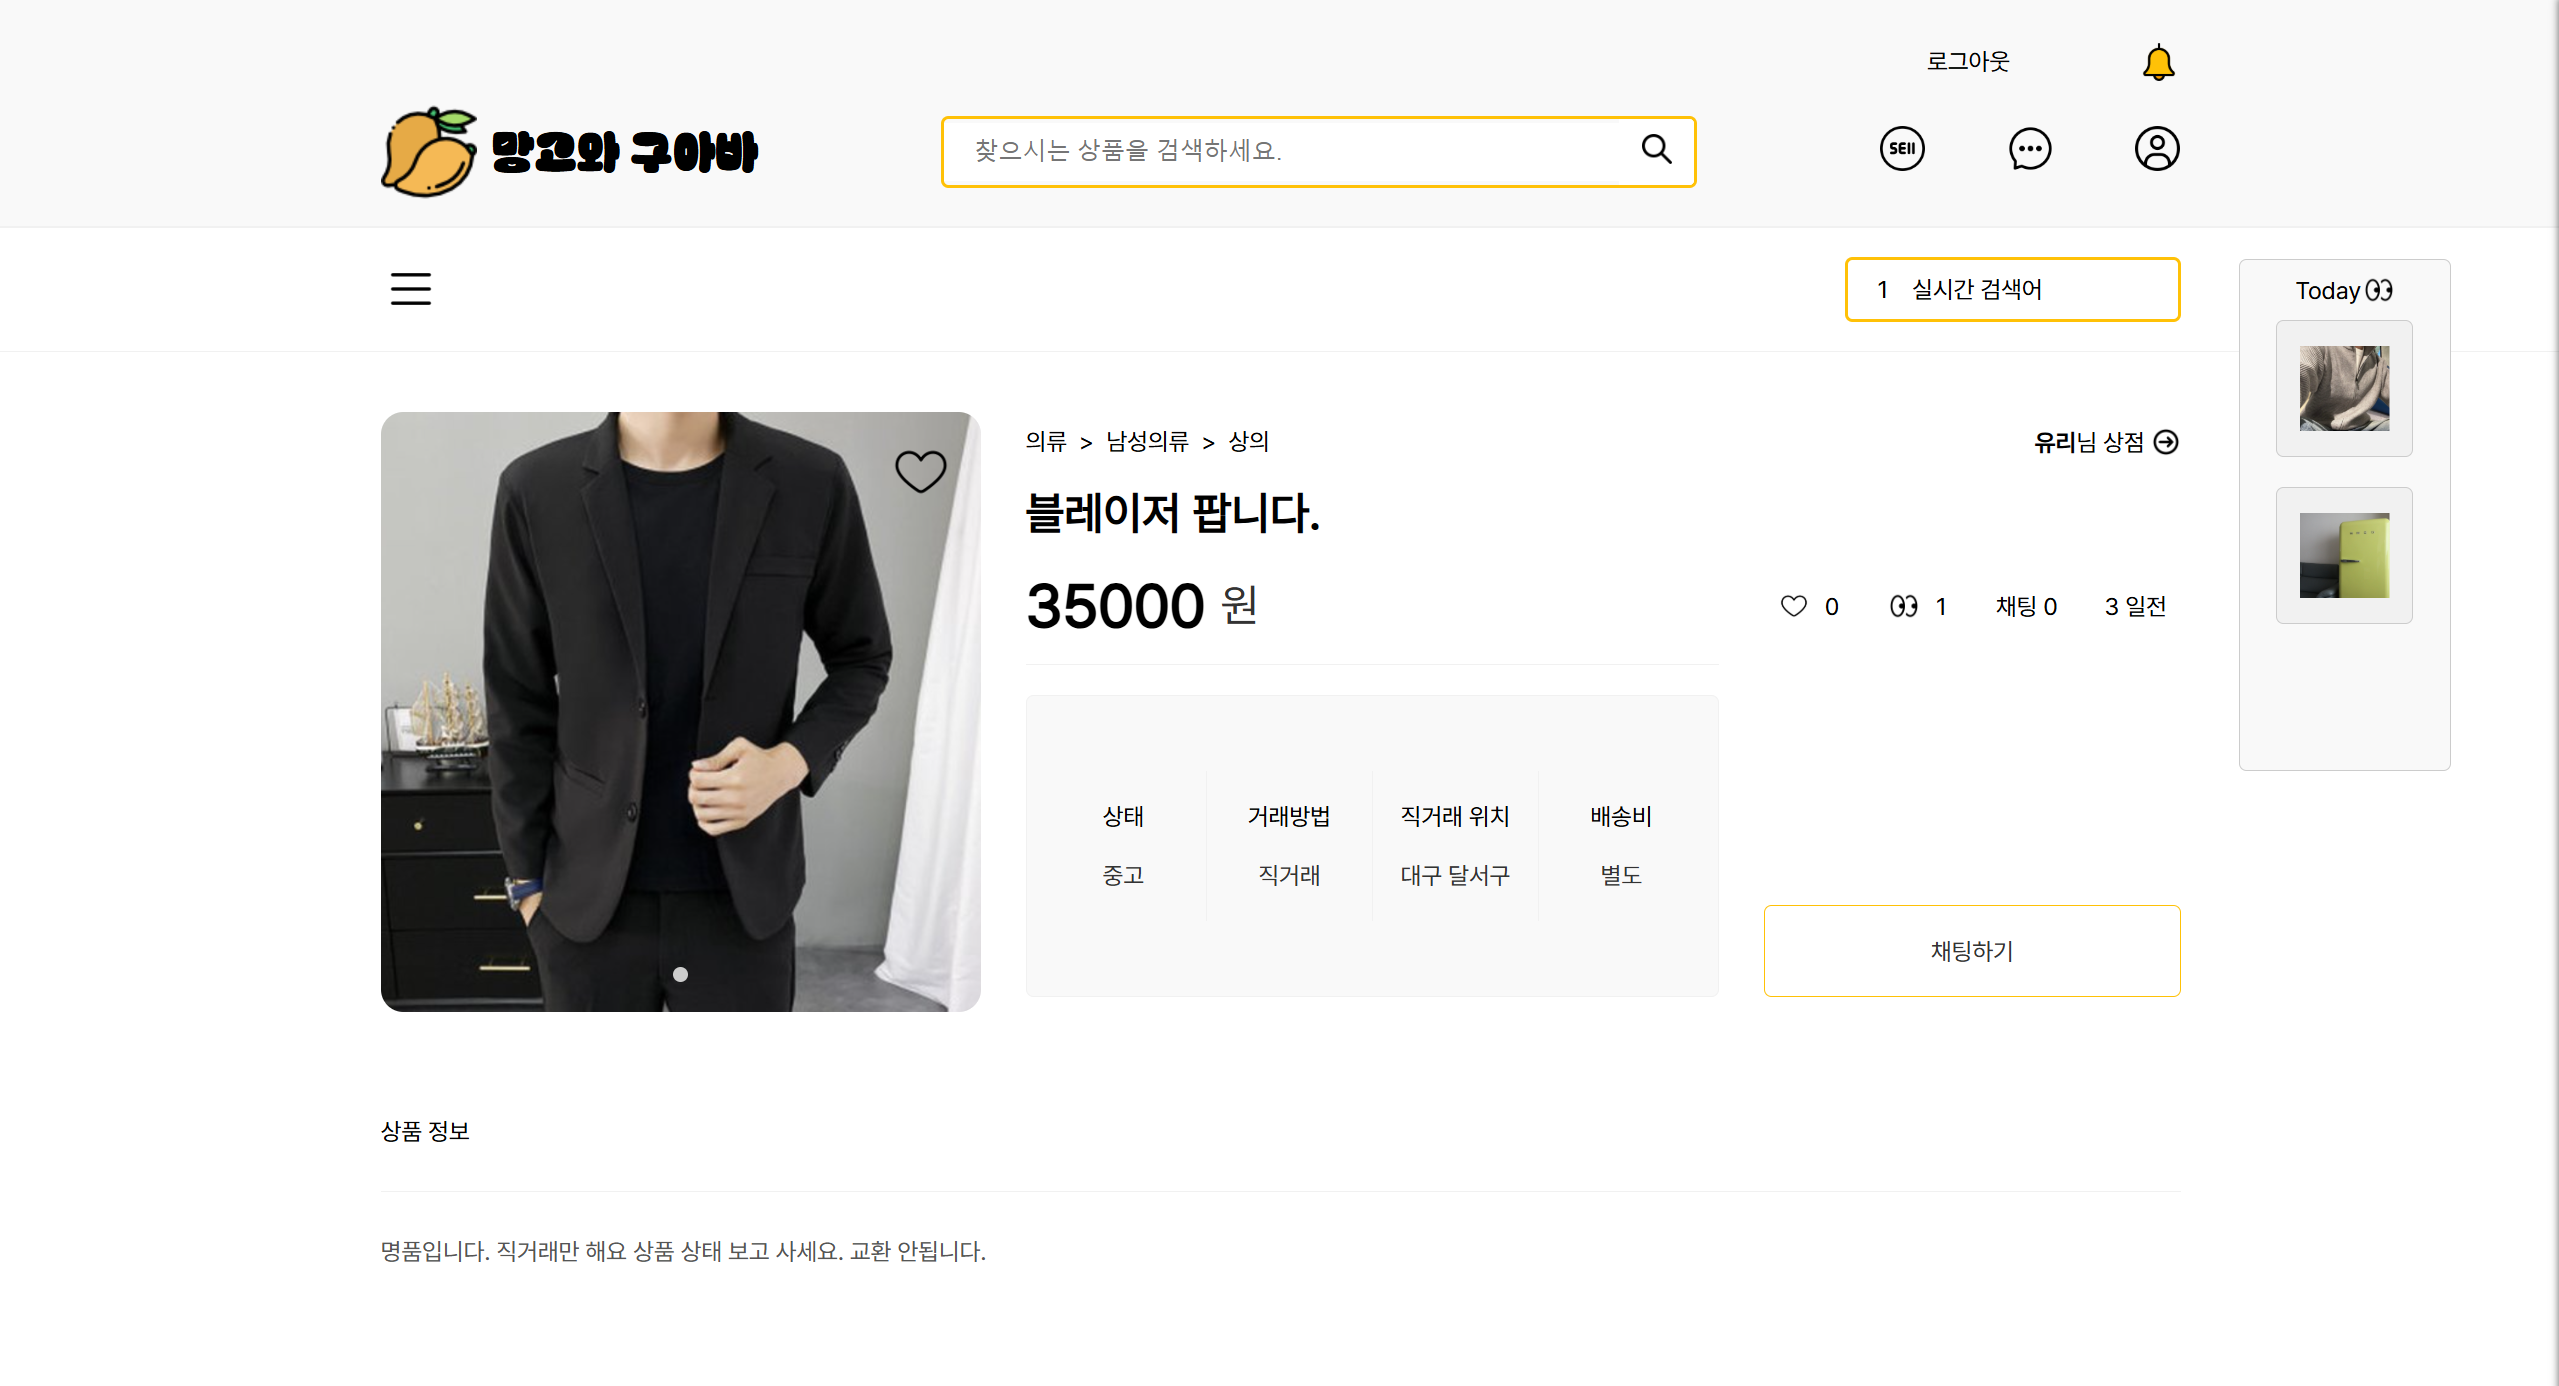 로그아웃
망고와 구아바
찾으시는 상품을 검색하세요.
SEll
1 실시간 검색어
Today
의류 > 남성의류 > 상의
유리님 상점
블레이저 팝니다.
35000 원
0
1
채팅 0
3 일전
상태 거래방법 직거래 위치 배송비
중고 직거래 대구 달서구 별도
채팅하기
상품 정보
명품입니다. 직거래만 해요 상품 상태 보고 사세요. 교환 안됩니다.